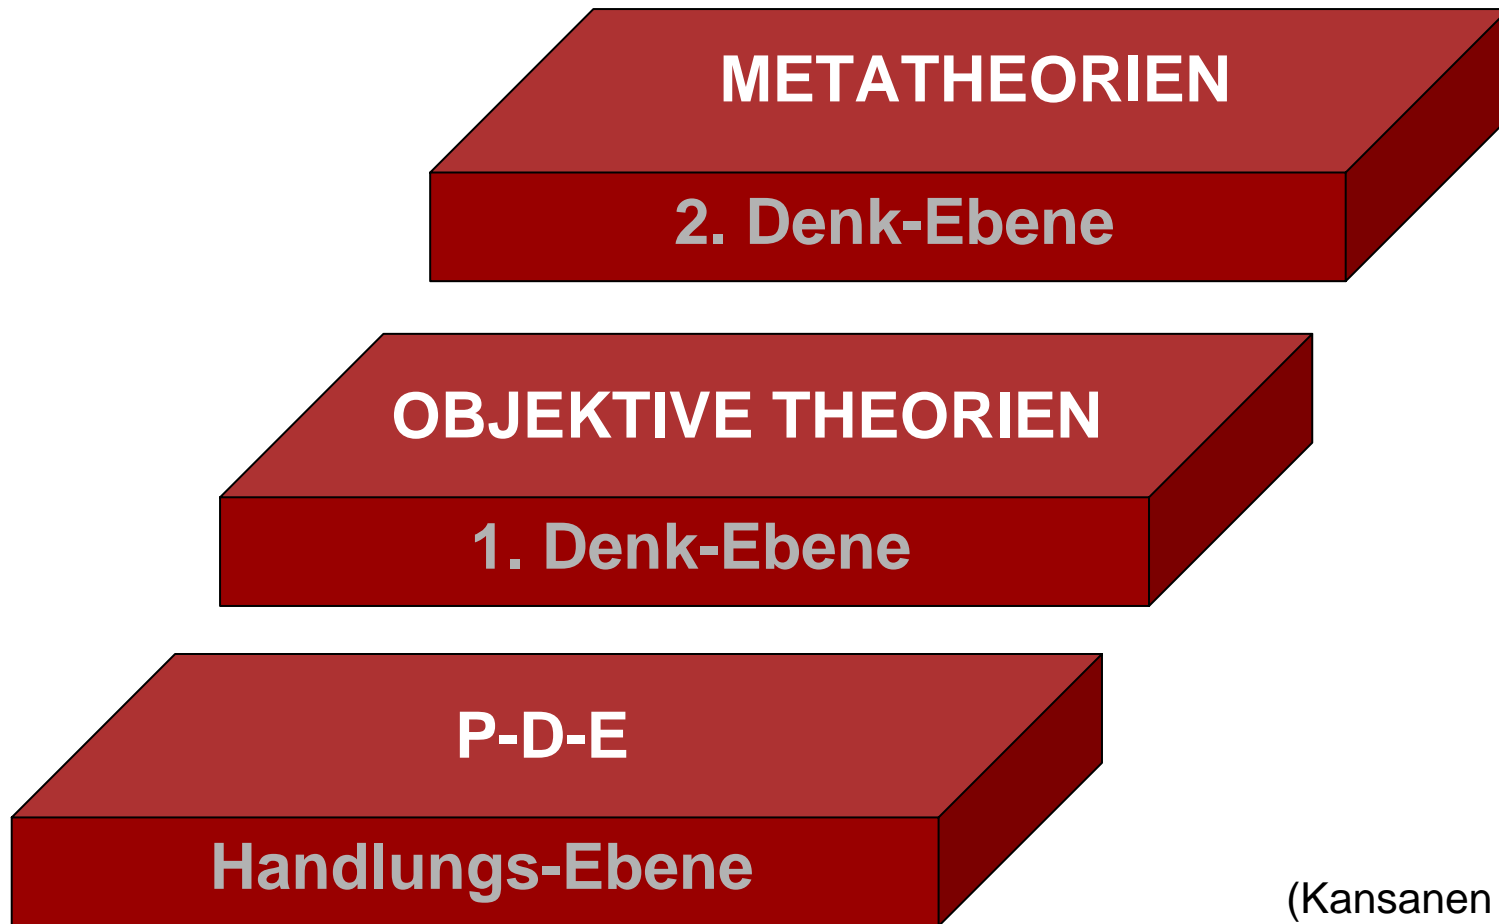 METATHEORIEN
2. Denk-Ebene
OBJEKTIVE THEORIEN
1. Denk-Ebene
P-D-E
Handlungs-Ebene
(Kansanen